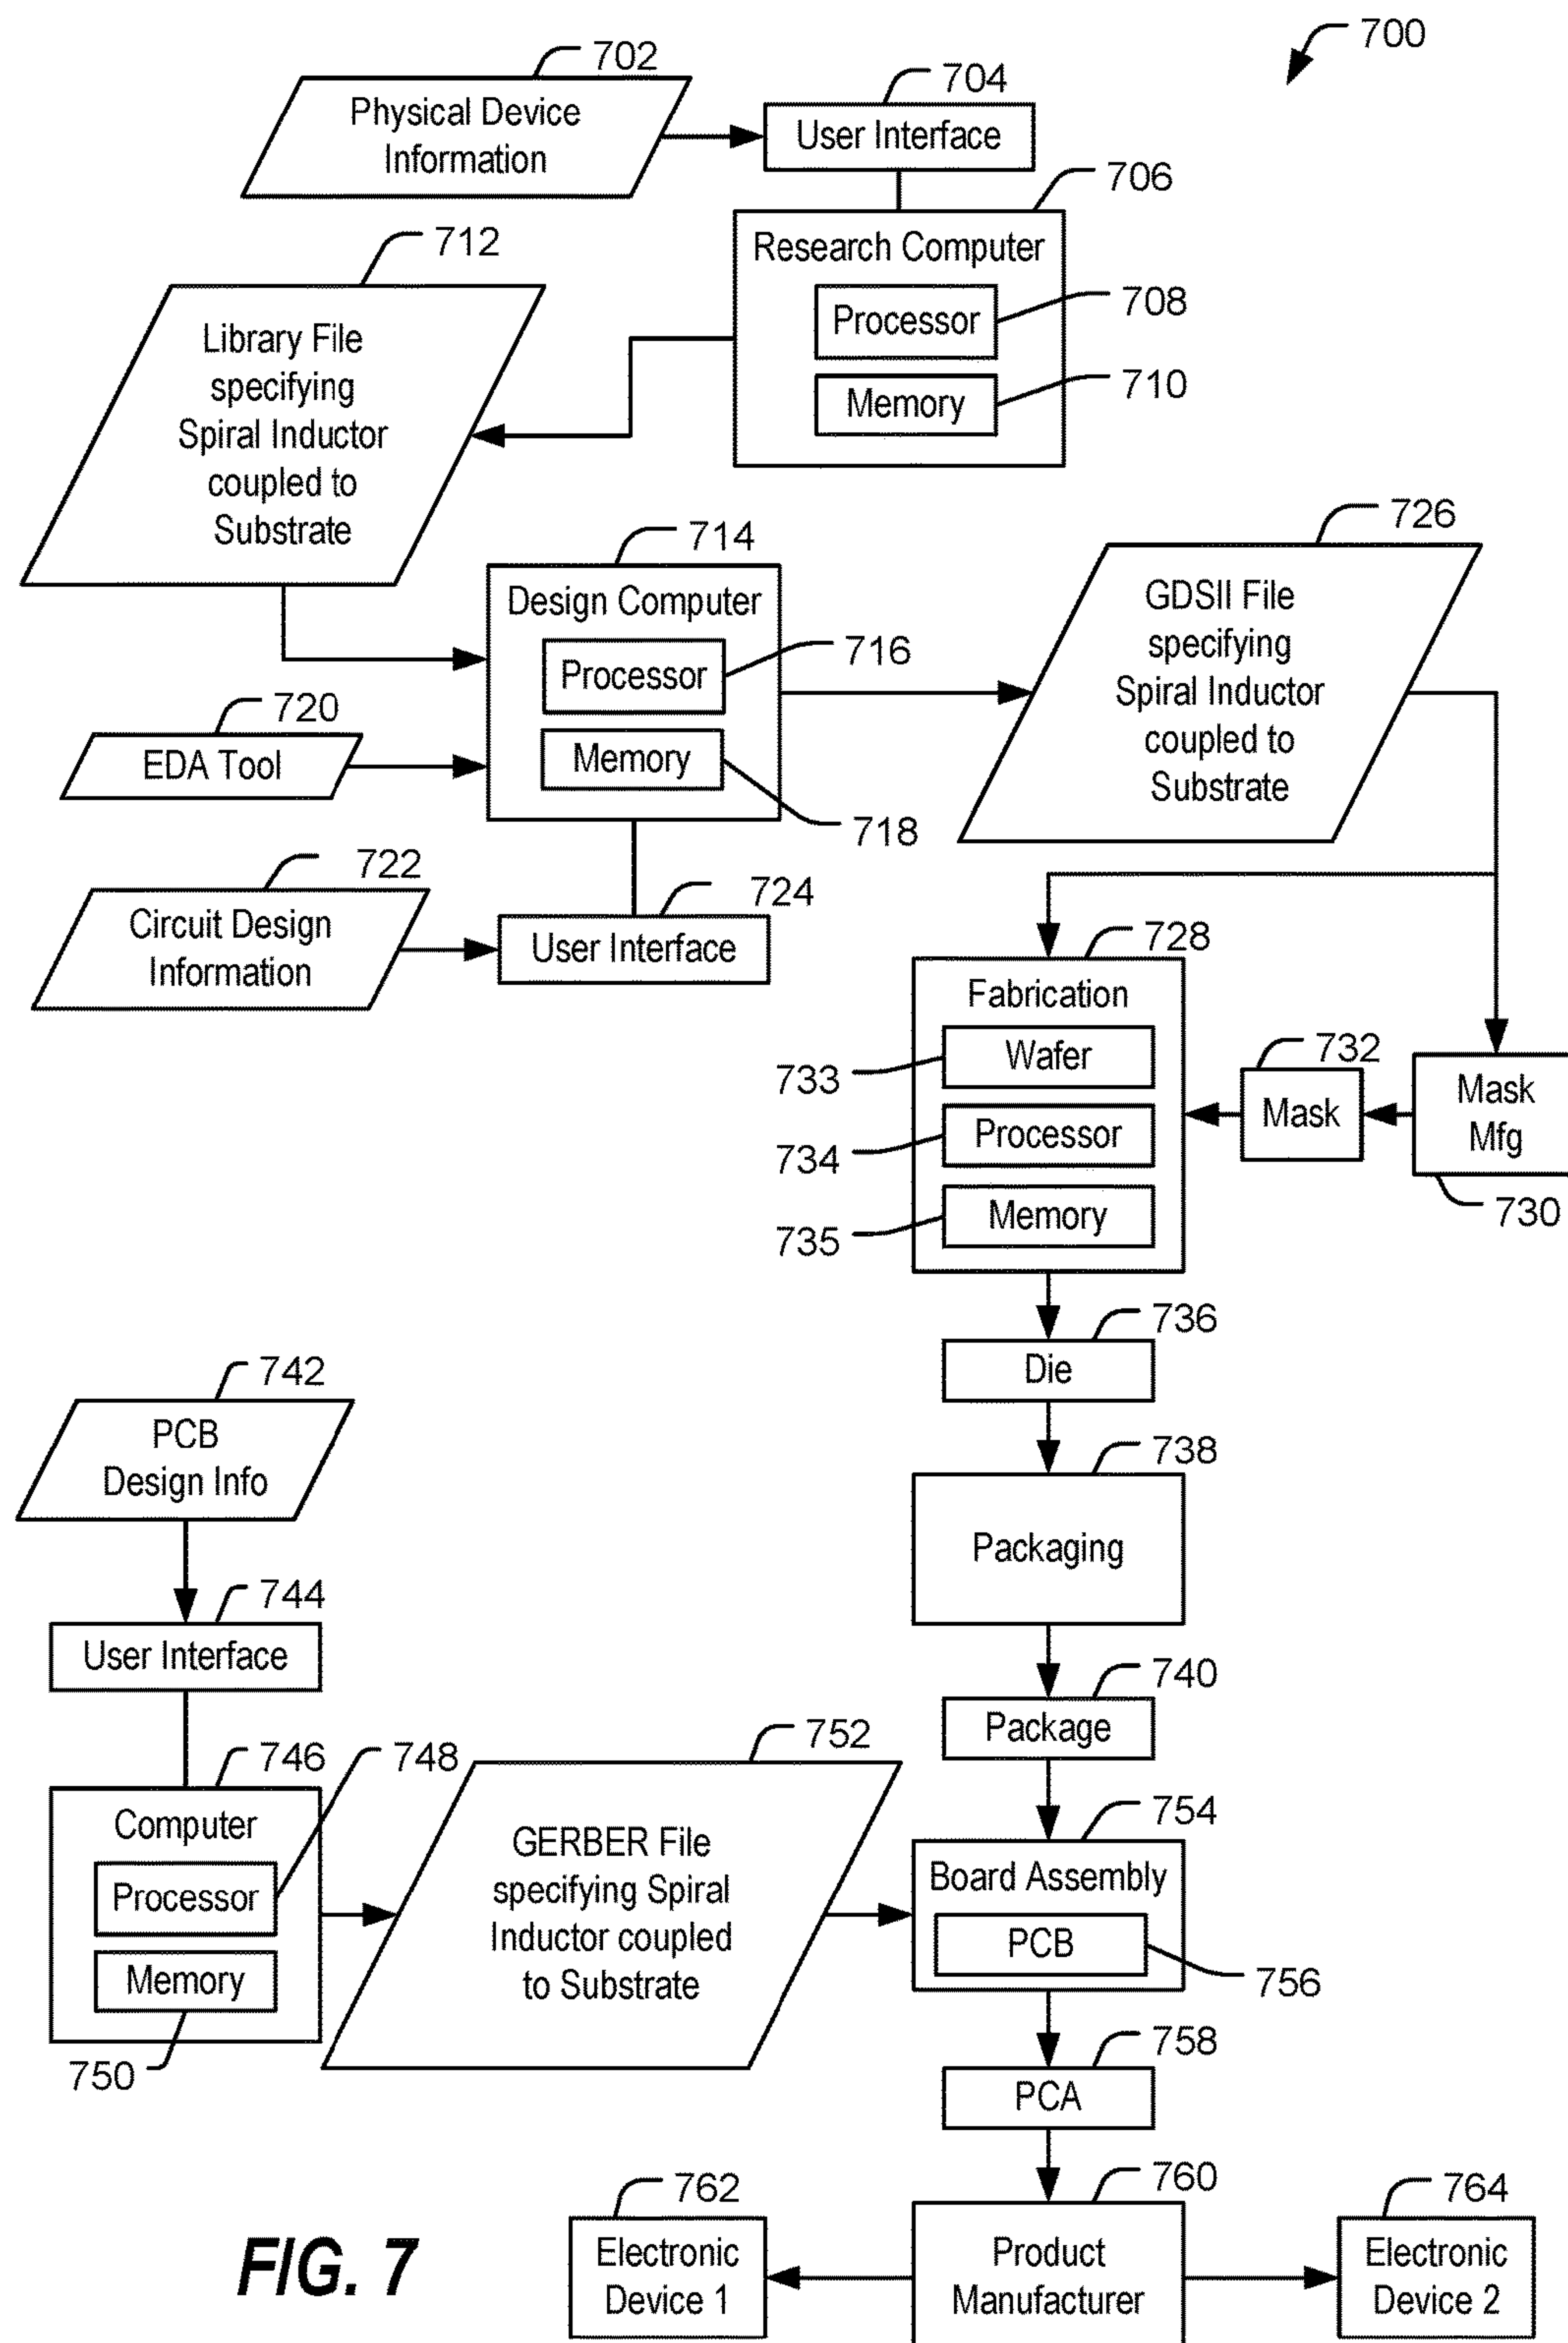 700
702
Physical Device
Information
704
User Interface
706
Research Computer
Processor
708
Memory
710
712
Library File
specifying
Spiral Inductor
coupled to
Substrate
714
Design Computer
Processor
716
Memory
718
720
EDA Tool
722
Circuit Design
Information
724
User Interface
726
GDSII File
specifying
Spiral Inductor
coupled to
Substrate
728
Fabrication
Wafer
733
Processor
734
Memory
735
732
Mask
Mask
Mfg
730
736
Die
738
Packaging
740
Package
742
PCB
Design Info
744
User Interface
746
748
Computer
Processor
Memory
750
752
GERBER File
specifying Spiral
Inductor coupled
to Substrate
754
Board Assembly
PCB
756
758
PCA
760
Product
Manufacturer
762
Electronic
Device 1
764
Electronic
Device 2
FIG. 7